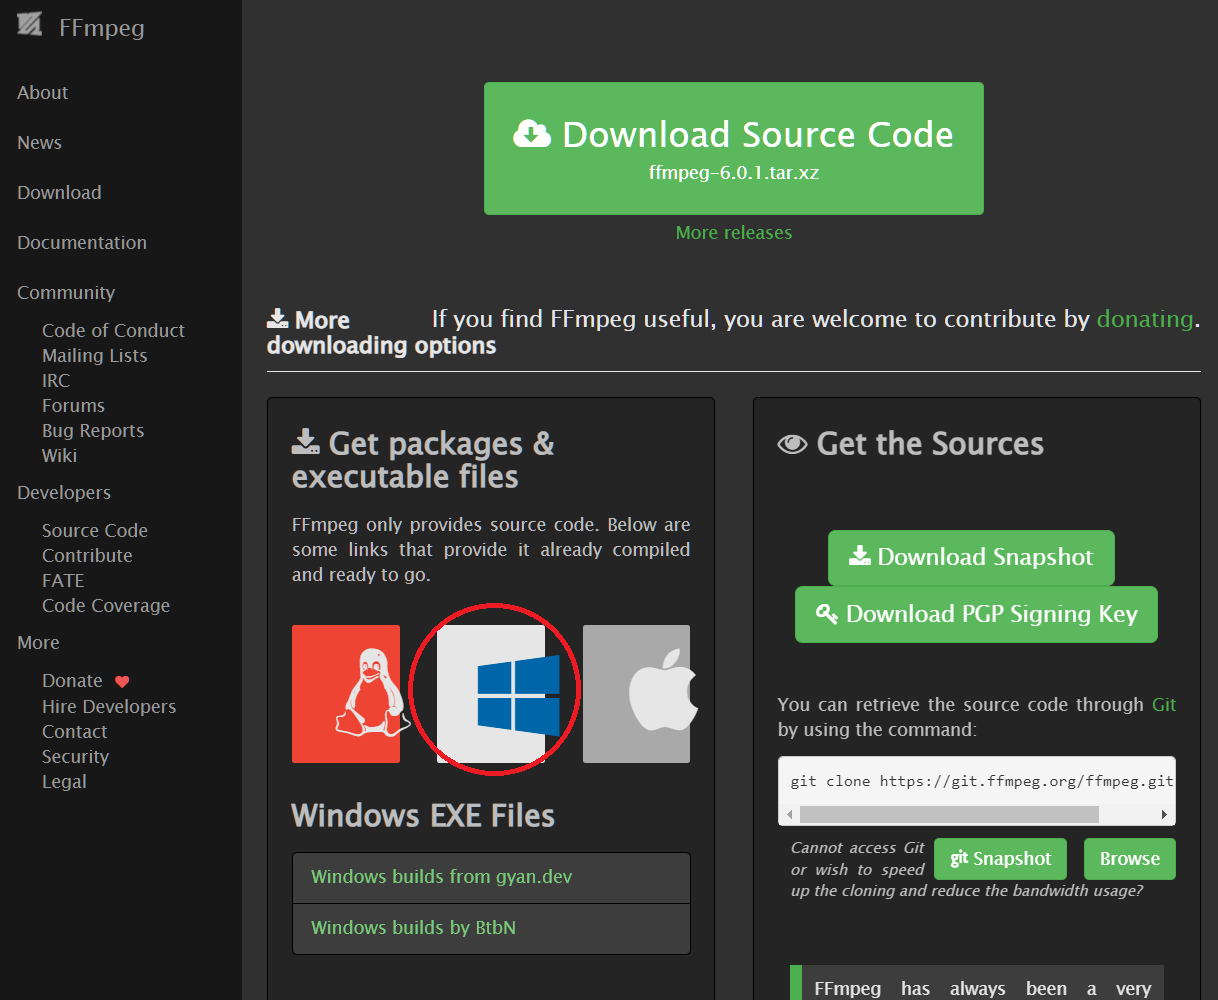 FFmpeg
About
News
Download
Documentation
Community
Code of Conduct
Mailing Lists
IRC
Forums
Bug Reports
Wiki
Developers
Source Code
Contribute
FATE
Code Coverage
More
Donate
Hire Developers
Contact
Security
Legal
Download Source Code
ffmpeg-6.0.1.tar.xz
More releases
More
downloading options
If you find FFmpeg useful, you are welcome to contribute by donating.
Get packages &
executable files
FFmpeg only provides source code. Below are
some links that provide it already compiled
and ready to go.
Windows EXE Files
Windows builds from gyan.dev
Windows builds by BtbN
Get the Sources
Download Snapshot
Download PGP Signing Key
You can retrieve the source code through Git
by using the command:
git clone https://git.ffmpeg.org/ffmpeg.git
Cannot access Git
or wish to speed
up the cloning and reduce the bandwidth usage?
git Snapshot
Browse
FFmpeg has always been a very